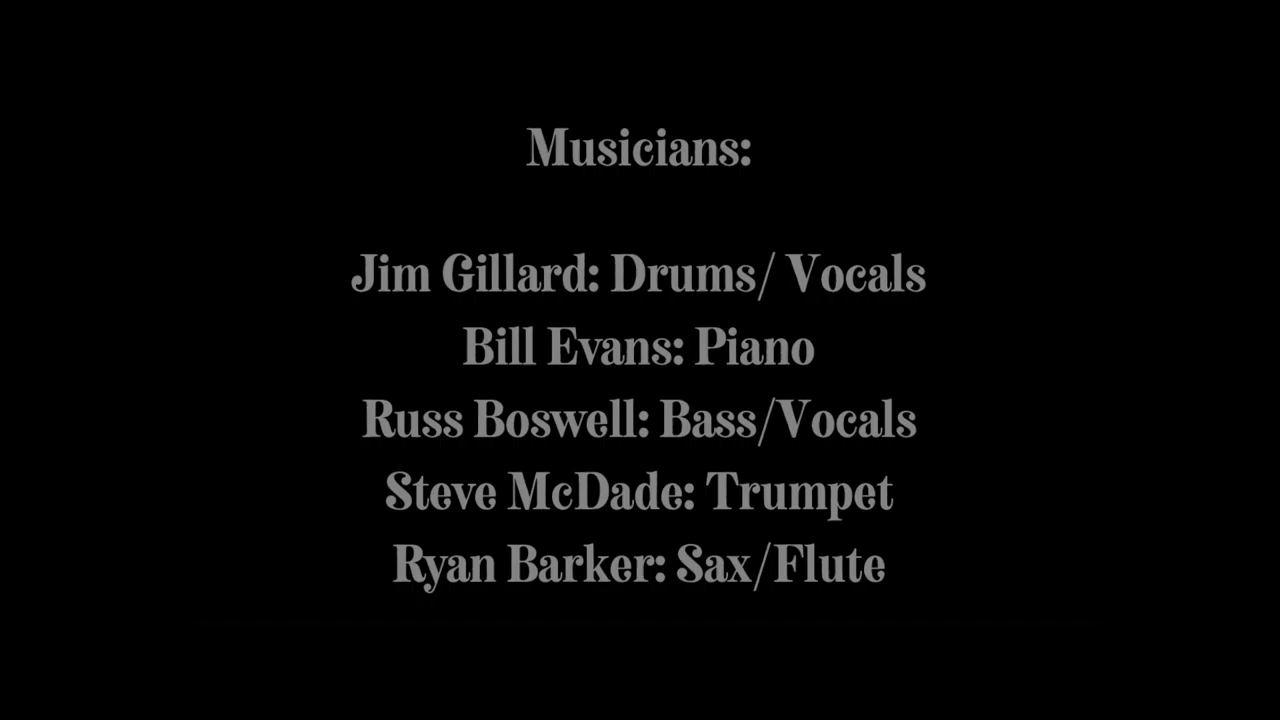 Musicians:
Jim Gillard: Drums/ Vocals
Bill Evans: Piano
Russ Boswell: Bass/Vocals
Steve McDade: Trumpet
Ryan Barker: Sax/Flute